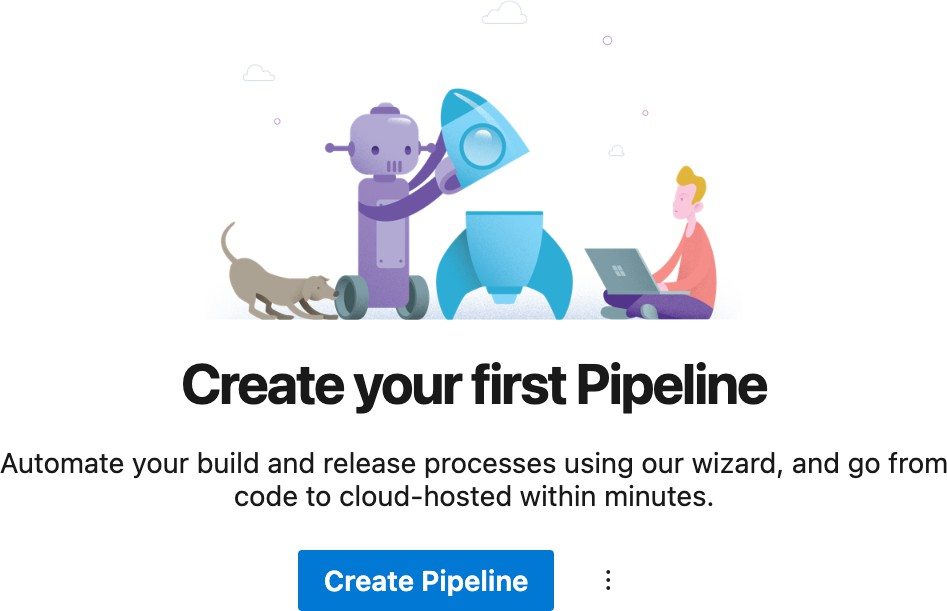 Create your first Pipeline
Automate your build and release processes using our wizard, and go from
code to cloud-hosted within minutes.
Create Pipeline